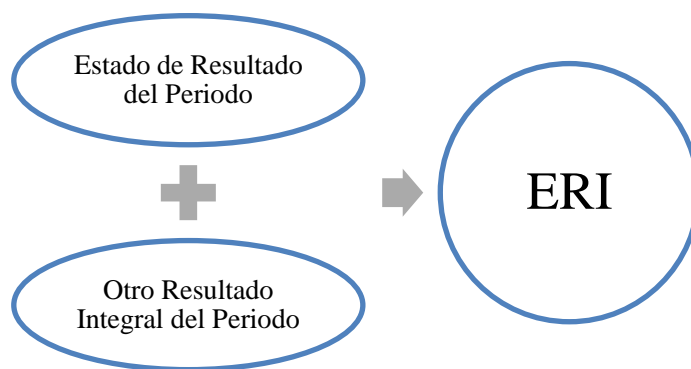 Estado de Resultado
del Periodo
Otro Resultado
Integral del Periodo
ERI